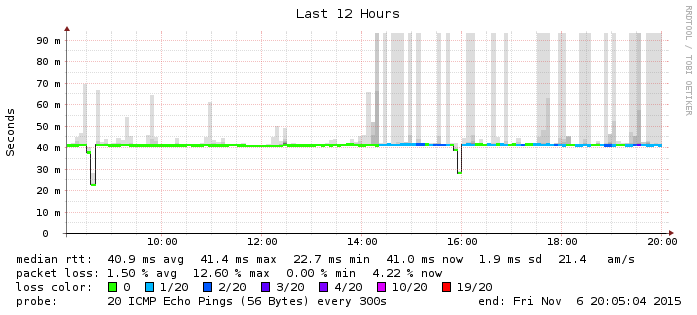 Last 12 Hours
RRDTOOL / TOBI OETIKER
Seconds
90 m
80 m
70 m
60 m
50 m
40 m
30 m
20 m
10 m
0
10:00 12:00 14:00 16:00 18:00 20:00
median rtt: 40.9 ms avg 41.4 ms max 22.7 ms min 41.0 ms now 1.9 ms sd 21.4 am/s
packet loss: 1.50 % avg 12.60 % max 0.00 % min 4.22 % now
loss color: 0 1/20 2/20 3/20 4/20 10/20 19/20
probe: 20 ICMP Echo Pings (56 Bytes) every 300s end: Fri Nov 6 20:05:04 2015